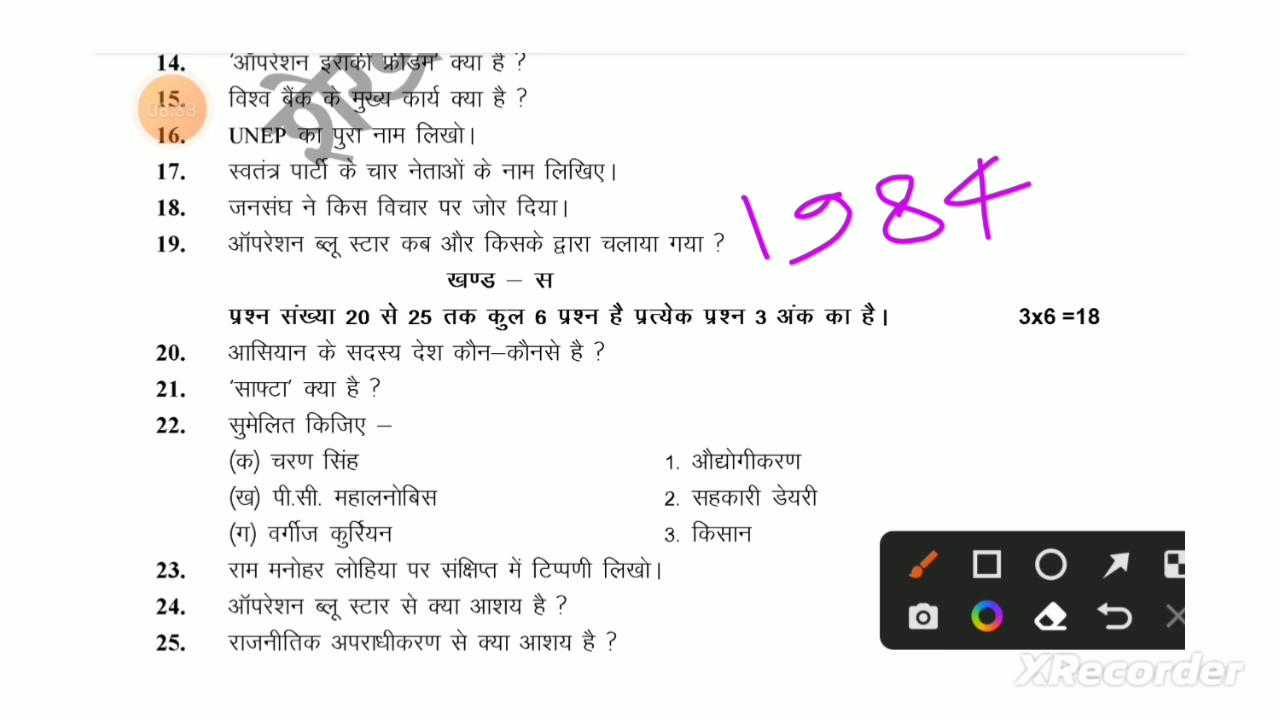 14. 'ऑपरेशन इराकी फ्रीडम' क्या है ?
15. विश्व बैंक के मुख्य कार्य क्या है ?
16. UNEP का पुरा नाम लिखो।
17. स्वतंत्र पार्टी के चार नेताओं के नाम लिखिए।
18. जनसंघ ने किस विचार पर जोर दिया।
19. ऑपरेशन ब्लू स्टार कब और किसके द्वारा चलाया गया ?
1984
खण्ड – स
प्रश्न संख्या 20 से 25 तक कुल 6 प्रश्न है प्रत्येक प्रश्न 3 अंक का है। 3x6 =18
20. आसियान के सदस्य देश कौन–कौनसे है ?
21. 'साफ्टा' क्या है ?
22. सुमेलित किजिए –
(क) चरण सिंह 1. औद्योगीकरण
(ख) पी.सी. महालनोबिस 2. सहकारी डेयरी
(ग) वर्गीज कुर्रियन 3. किसान
23. राम मनोहर लोहिया पर संक्षिप्त में टिप्पणी लिखो।
24. ऑपरेशन ब्लू स्टार से क्या आशय है ?
25. राजनीतिक अपराधीकरण से क्या आशय है ?
XRecorder